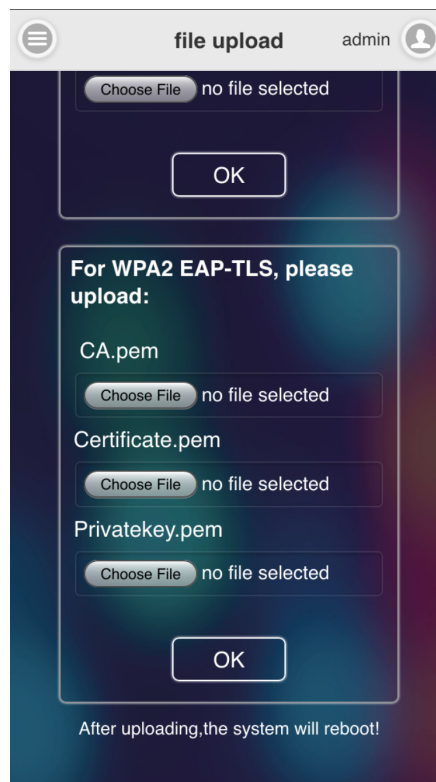 file upload
admin
Choose File no file selected
OK
For WPA2 EAP-TLS, please
upload:
CA.pem
Choose File no file selected
Certificate.pem
Choose File no file selected
Privatekey.pem
Choose File no file selected
OK
After uploading,the system will reboot!